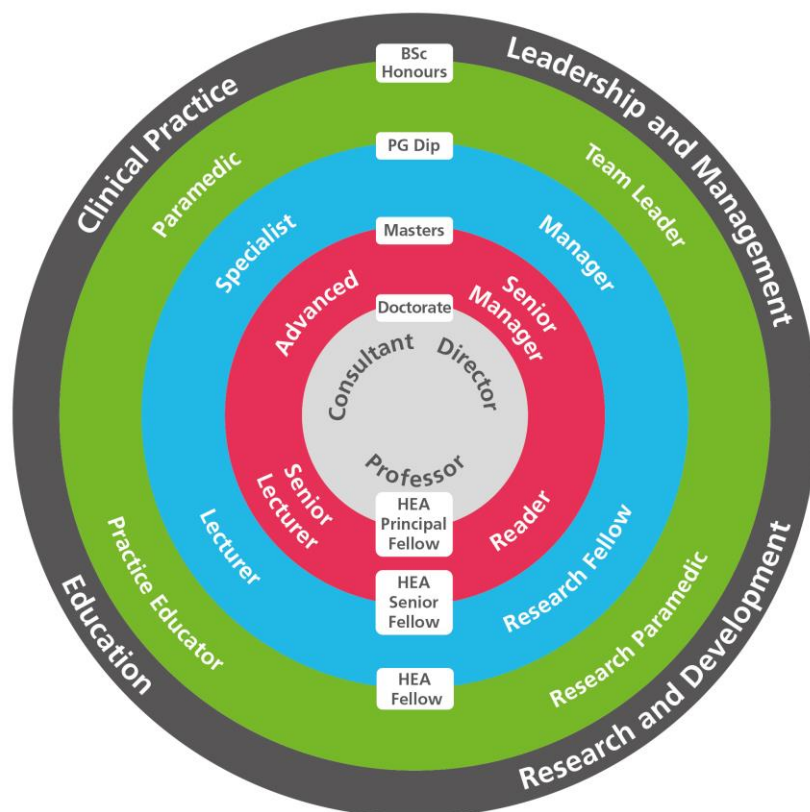 BSc
Honours
Clinical Practice
Leadership and Management
PG Dip
Paramedic
Team Leader
Masters
Specialist
Manager
Doctorate
Advanced
Senior
Manager
Consultant
Director
Professor
Senior
Lecturer
HEA
Principal
Fellow
Reader
Lecturer
HEA
Senior
Fellow
Research Fellow
Practice Educator
HEA
Fellow
Research Paramedic
Education
Research and Development